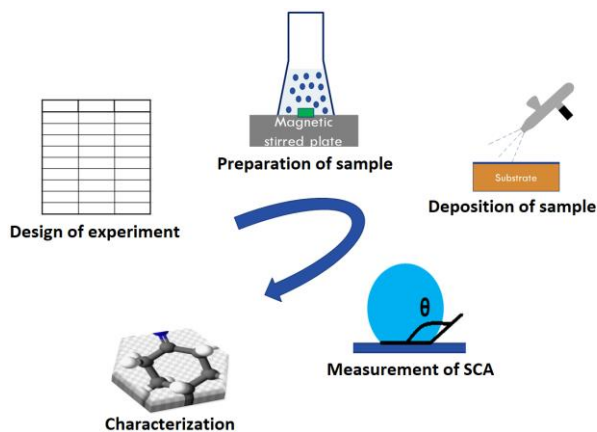 Magnetic
stirred plate
Preparation of sample
Substrate
Deposition of sample
Design of experiment
θ
Measurement of SCA
Characterization